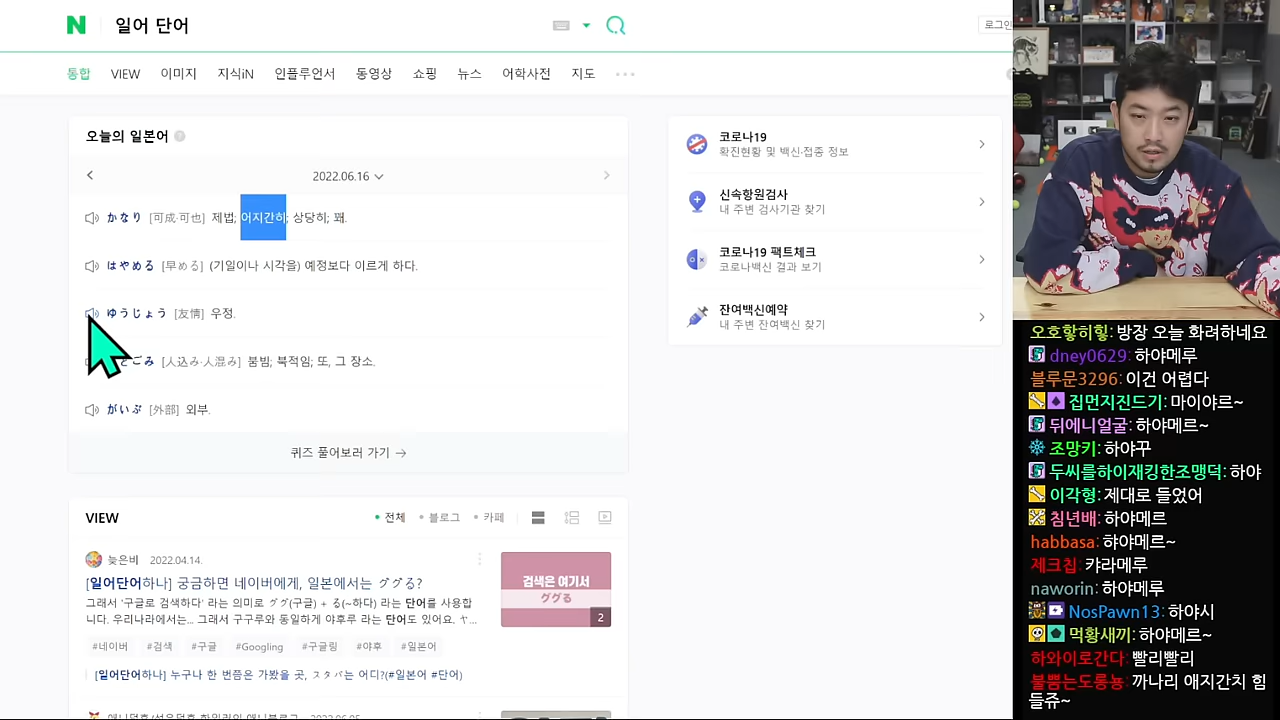 N 일어 단어
로그인
통합 VIEW 이미지 지식iN 인플루언서 동영상 쇼핑 뉴스 어학사전 지도
오늘의 일본어
2022.06.16
かなり [可成·可也] 제법; 어지간히; 상당히; 꽤.
はやめる [早める] (기일이나 시각을) 예정보다 이르게 하다.
ゆうじょう [友情] 우정.
ごみ [人込み·人混み] 붐빔; 북적임; 또, 그 장소.
がいぶ [外部] 외부.
퀴즈 풀어보러 가기 →
코로나19
확진현황 및 백신·접종 정보
신속항원검사
내 주변 검사기관 찾기
코로나19 팩트체크
코로나백신 결과 보기
잔여백신예약
내 주변 잔여백신 찾기
VIEW
전체 블로그 카페
늦은비 2022.04.14.
[일어단어하나] 궁금하면 네이버에게, 일본에서는 ググる?
그래서 '구글로 검색하다' 라는 의미로 ググ(구글) + る(~하다) 라는 단어를 사용합
니다. 우리나라에서는... 그래서 구구루와 동일하게 야후루 라는 단어도 있어요. ヤ...
#네이버 #검색 #구글 #Googling #구글링 #야후 #일본어
[일어단어하나] 누구나 한 번쯤은 가봤을 곳, スタバ는 어디?(#일본어 #단어)
검색은 여기서
ググる
2
오호핳히힣: 방장 오늘 화려하네요
dney0629: 하야메루
블루문3296: 이건 어렵다
집먼지진드기: 마이야르~
뒤에니얼굴: 하야메르~
조망키: 하야꾸
두씨를하이재킹한조맹덕: 하야
이각형: 제대로 들었어
침년배: 하야메르
habbasa: 햐야메르~
제크칩: 캬라메루
naworin: 하야메루
NosPawn13: 하야시
먹황새끼: 하야메르~
하와이로간다: 빨리빨리
불뿜는도롱뇽: 까나리 애지간치 힘
들쥬~